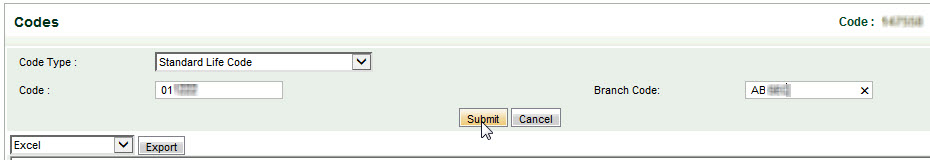 Codes Code :
Code Type : Standard Life Code
Code : 01 Branch Code: AB ×
Submit Cancel
Excel Export